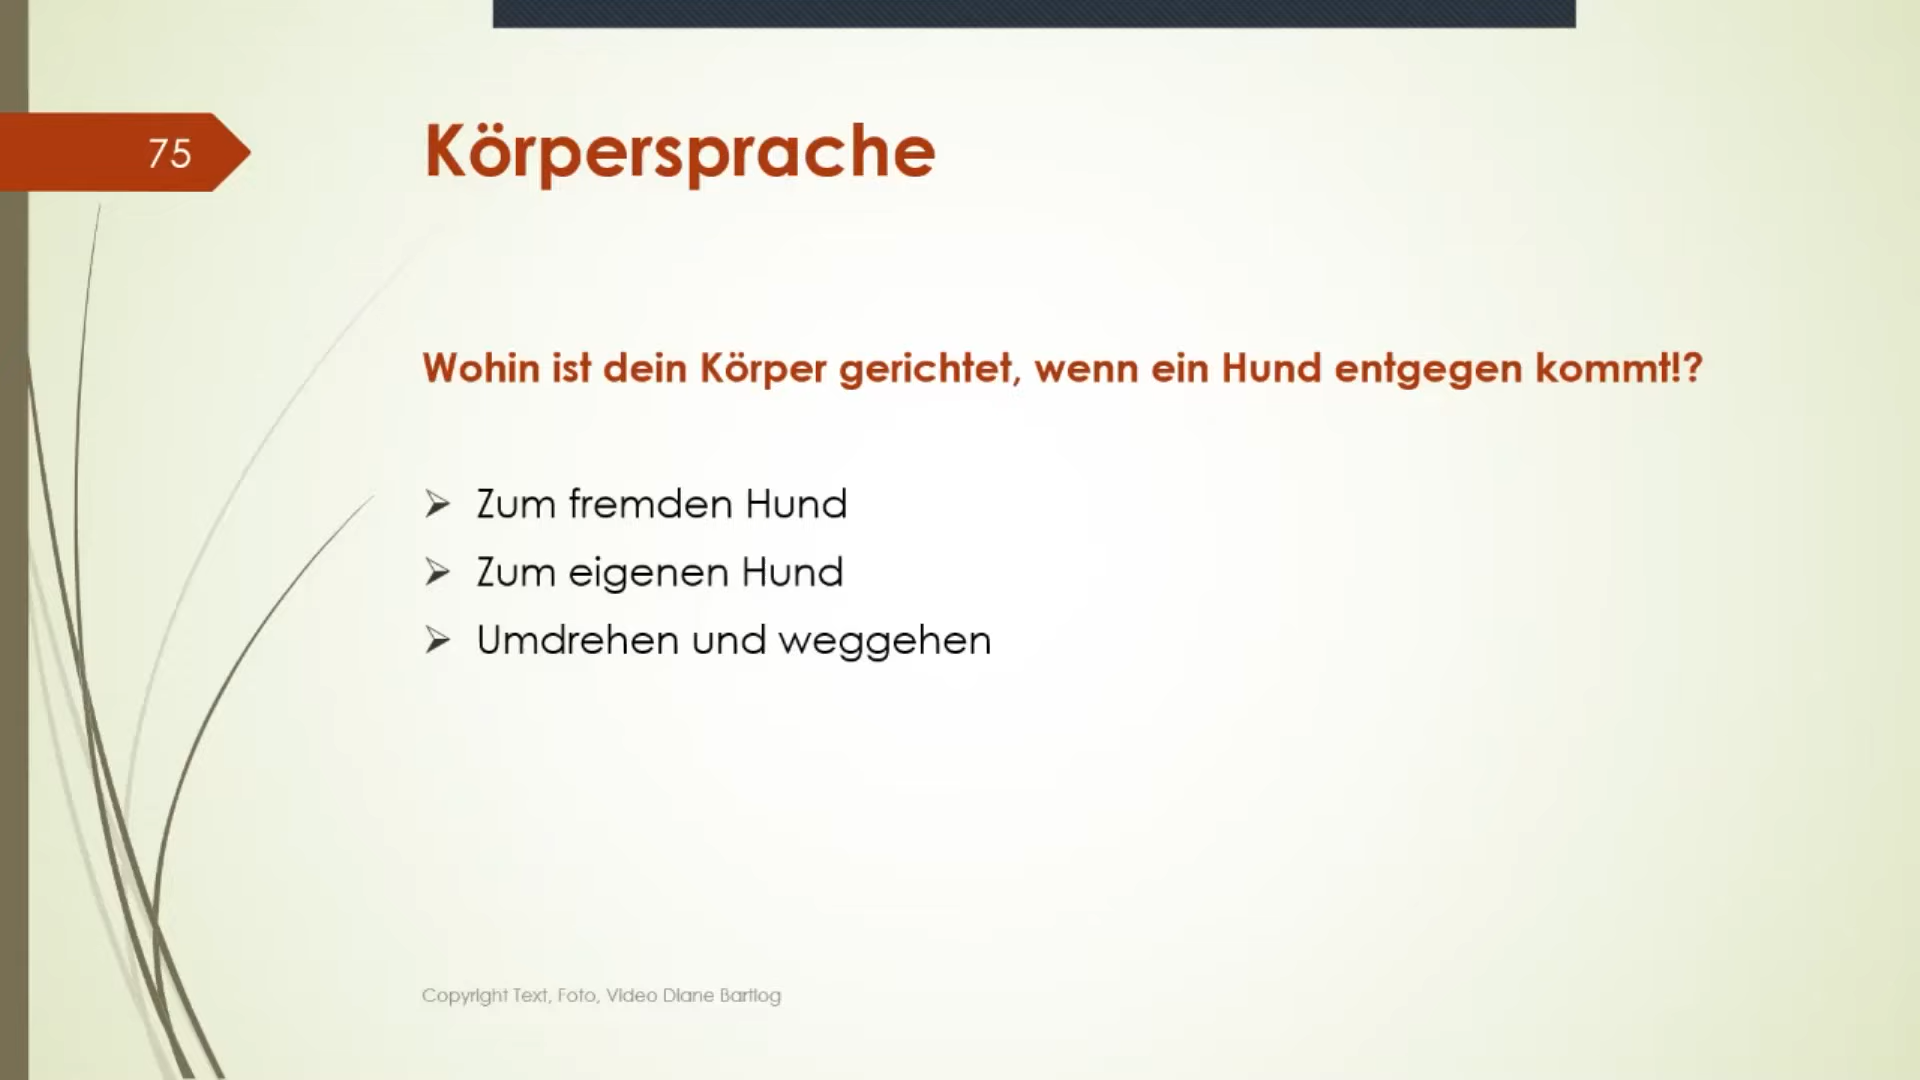 75
Körpersprache
Wohin ist dein Körper gerichtet, wenn ein Hund entgegen kommt!?
Zum fremden Hund
Zum eigenen Hund
Umdrehen und weggehen
Copyright Text, Foto, Video Diane Bartlog